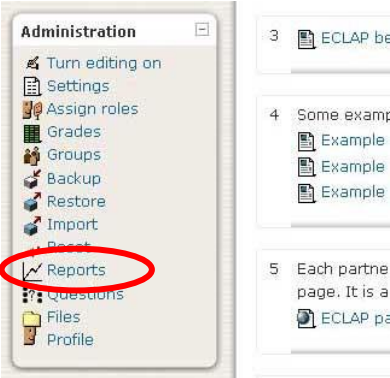 Administration
Turn editing on
Settings
Assign roles
Grades
Groups
Backup
Restore
Import
Reset
Reports
Questions
Files
Profile
3 ECLAP be
4 Some examp
Example
Example
Example
5 Each partne
page. It is a
ECLAP pa